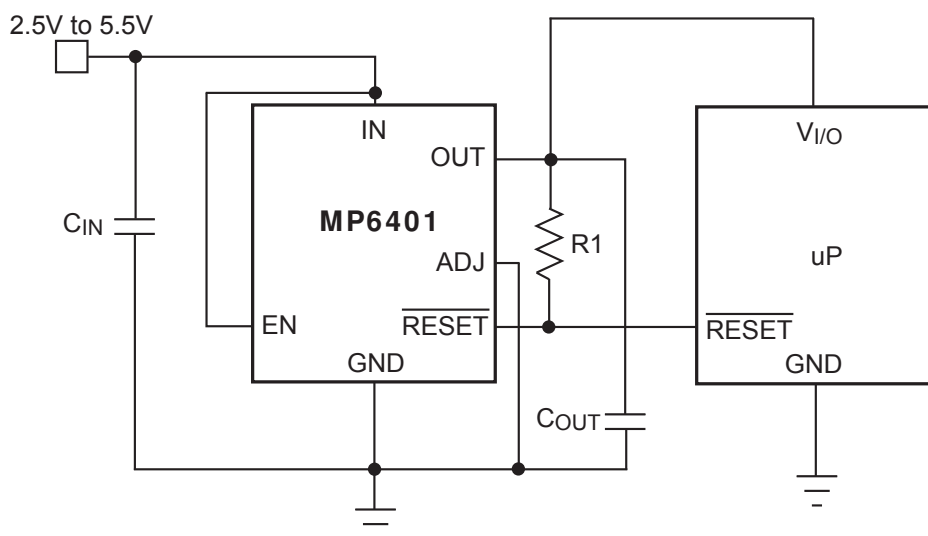 2.5V to 5.5V
IN
OUT
VI/O
CIN
MP6401
R1
uP
ADJ
EN
RESET
RESET
GND
GND
COUT